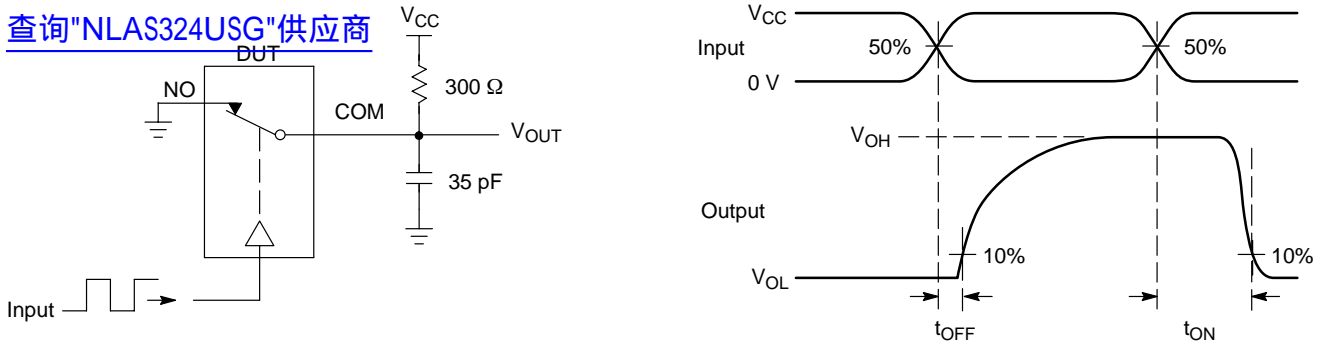 查询"NLAS324USG"供应商
VCC
DUT
NO
COM
300 Ω
VOUT
35 pF
Input
VCC
Input
50%
50%
0 V
VOH
Output
10%
10%
VOL
tOFF
tON